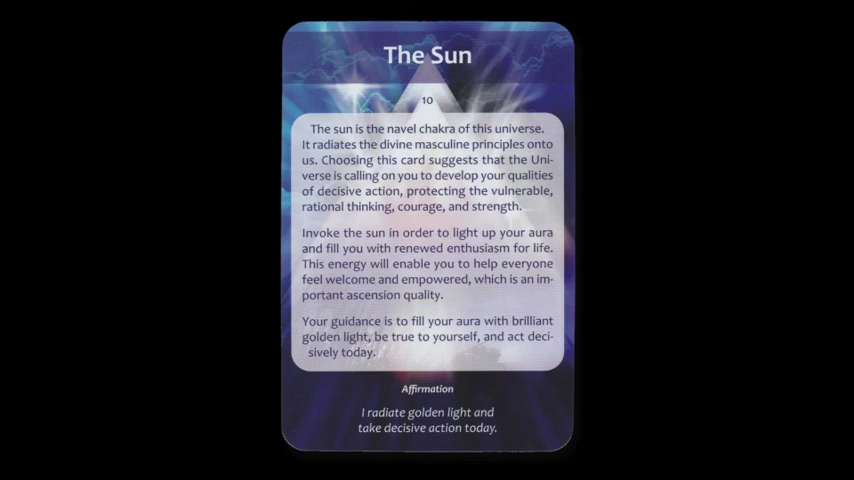 The Sun
10
The sun is the navel chakra of this universe.
It radiates the divine masculine principles onto
us. Choosing this card suggests that the Uni-
verse is calling on you to develop your qualities
of decisive action, protecting the vulnerable,
rational thinking, courage, and strength.
Invoke the sun in order to light up your aura
and fill you with renewed enthusiasm for life.
This energy will enable you to help everyone
feel welcome and empowered, which is an im-
portant ascension quality.
Your guidance is to fill your aura with brilliant
golden light, be true to yourself, and act deci-
sively today.
Affirmation
I radiate golden light and
take decisive action today.